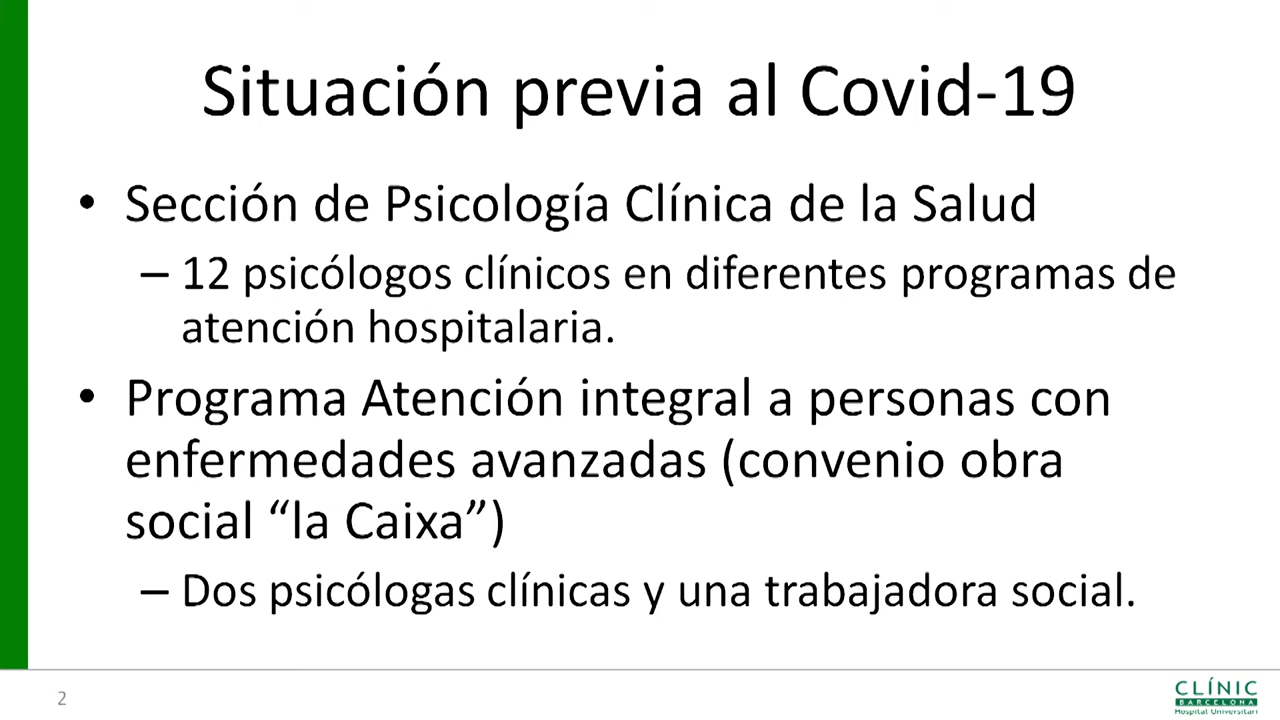 Situación previa al Covid-19
• Sección de Psicología Clínica de la Salud
– 12 psicólogos clínicos en diferentes programas de
atención hospitalaria.
• Programa Atención integral a personas con
enfermedades avanzadas (convenio obra
social “la Caixa”)
– Dos psicólogas clínicas y una trabajadora social.
2
CLÍNIC
BARCELONA
Hospital Universitari